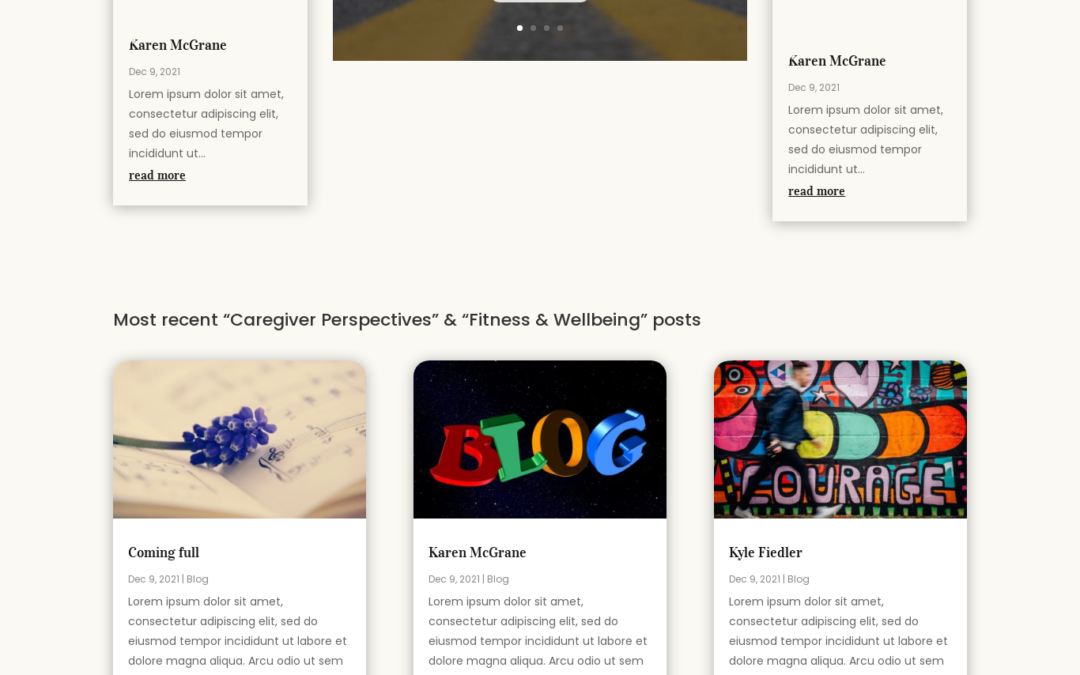 Karen McGrane
Dec 9, 2021
Lorem ipsum dolor sit amet,
consectetur adipiscing elit,
sed do eiusmod tempor
incididunt ut...
read more
Karen McGrane
Dec 9, 2021
Lorem ipsum dolor sit amet,
consectetur adipiscing elit,
sed do eiusmod tempor
incididunt ut...
read more
Most recent “Caregiver Perspectives” & “Fitness & Wellbeing” posts
Coming full
Dec 9, 2021 | Blog
Lorem ipsum dolor sit amet,
consectetur adipiscing elit, sed do
eiusmod tempor incididunt ut labore et
dolore magna aliqua. Arcu odio ut sem
BLOG
Karen McGrane
Dec 9, 2021 | Blog
Lorem ipsum dolor sit amet,
consectetur adipiscing elit, sed do
eiusmod tempor incididunt ut labore et
dolore magna aliqua. Arcu odio ut sem
COURAGE
Kyle Fiedler
Dec 9, 2021 | Blog
Lorem ipsum dolor sit amet,
consectetur adipiscing elit, sed do
eiusmod tempor incididunt ut labore et
dolore magna aliqua. Arcu odio ut sem